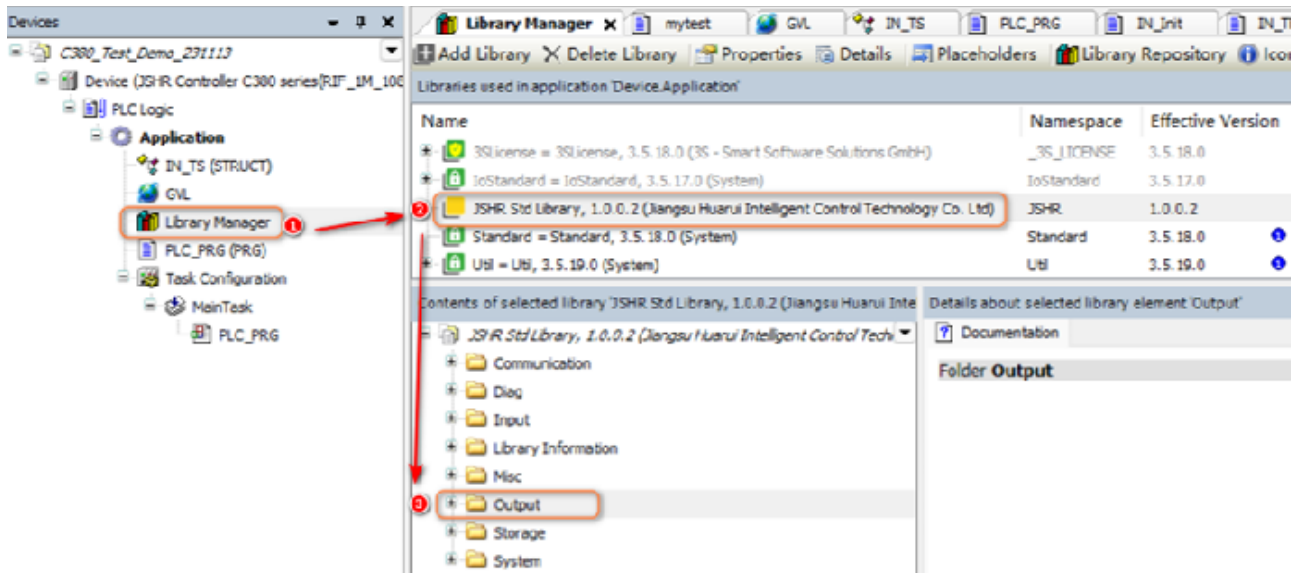 Devices
C380_Test_Demo_231113
Device (JSHR Controller C380 series(RIF_1M_108
PLC Logic
Application
IN_TS (STRUCT)
GVL
Library Manager
1
PLC_PRG (PRG)
Task Configuration
MainTask
PLC_PRG
Library Manager mytest GVL IN_TS PLC_PRG IN_Init
Add Library Delete Library Properties Details Placeholders Library Repository
Libraries used in application 'Device.Application'
Name Namespace Effective Version
3SLicense = 3SLicense, 3.5.18.0 (3S - Smart Software Solutions GmbH) _3S_LICENSE 3.5.18.0
IoStandard = IoStandard, 3.5.17.0 (System) IoStandard 3.5.17.0
2 JSHR Std Library, 1.0.0.2 (Jiangsu Huarui Intelligent Control Technology Co. Ltd) JSHR 1.0.0.2
Standard = Standard, 3.5.18.0 (System) Standard 3.5.18.0
Util = Util, 3.5.19.0 (System) Util 3.5.19.0
Contents of selected library 'JSHR Std Library, 1.0.0.2 (Jiangsu Huarui Inte
JSHR Std Library, 1.0.0.2 (Jiangsu Huarui Intelligent Control Tech
Communication
Diag
Input
Library Information
Misc
3 Output
Storage
System
Details about selected library element 'Output'
Documentation
Folder Output